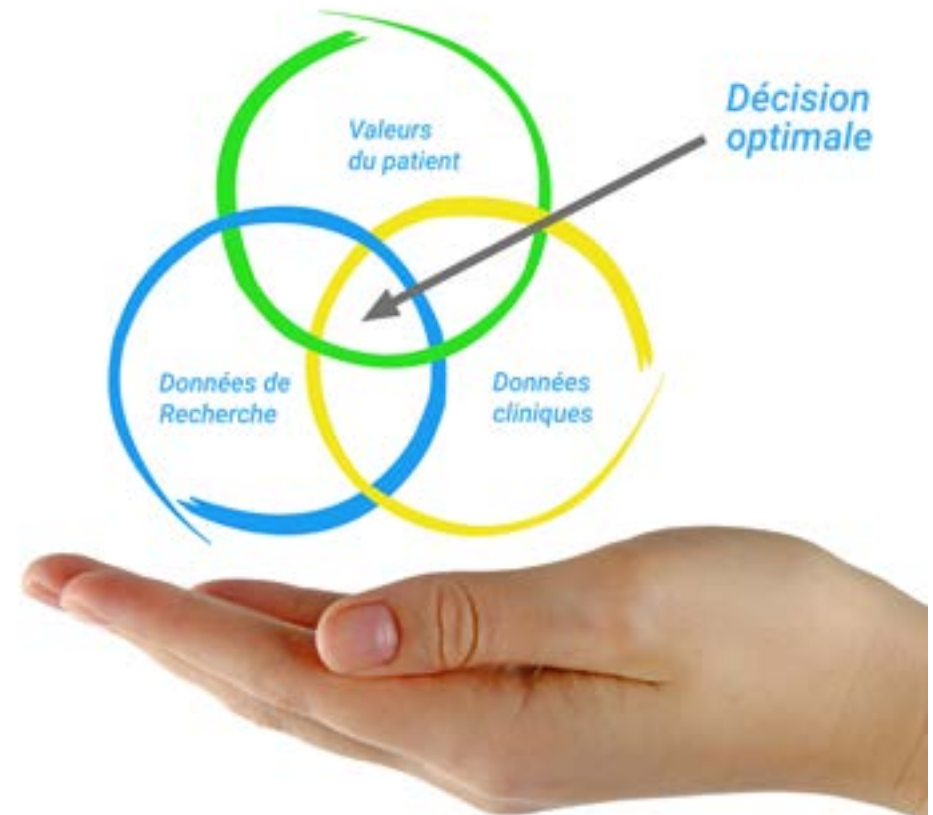 Décision
optimale
Valeurs
du patient
Données de
Recherche
Données
cliniques